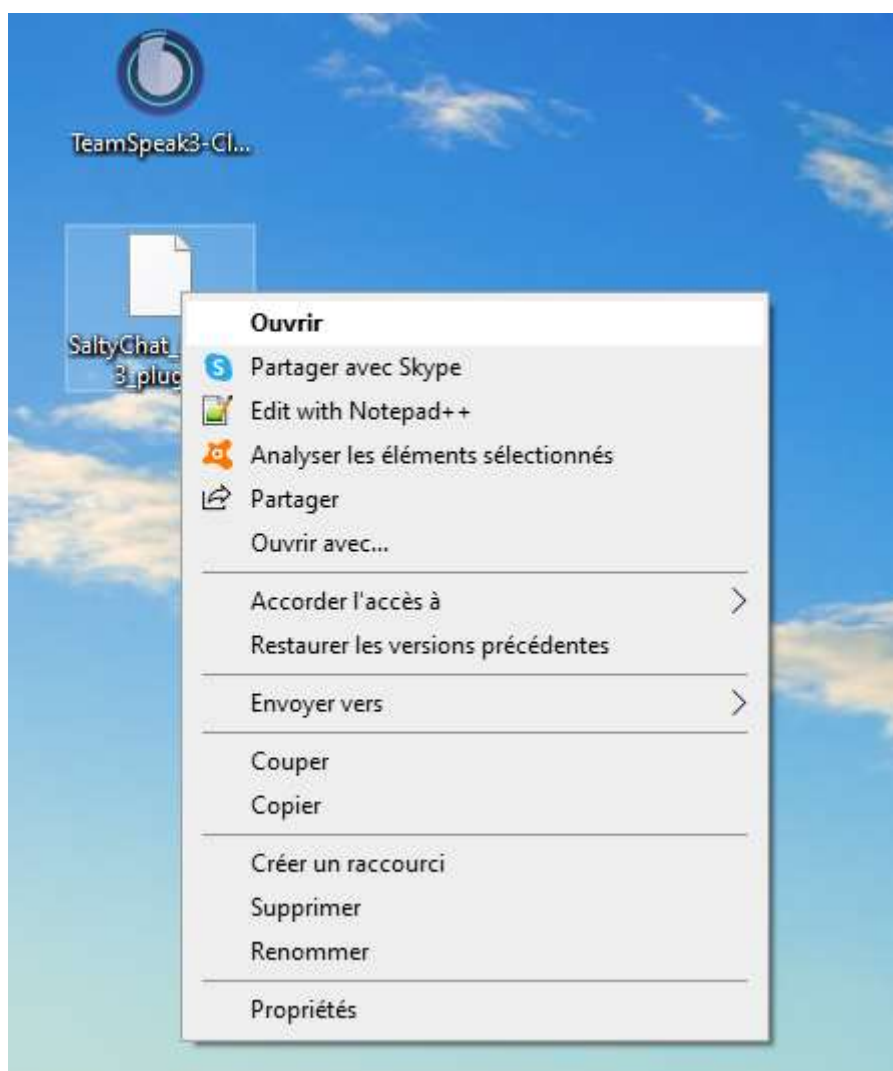 TeamSpeak3-Cl...
SaltyChat_
3_plug
Ouvrir
Partager avec Skype
Edit with Notepad++
Analyser les éléments sélectionnés
Partager
Ouvrir avec...
Accorder l'accès à
Restaurer les versions précédentes
Envoyer vers
Couper
Copier
Créer un raccourci
Supprimer
Renommer
Propriétés